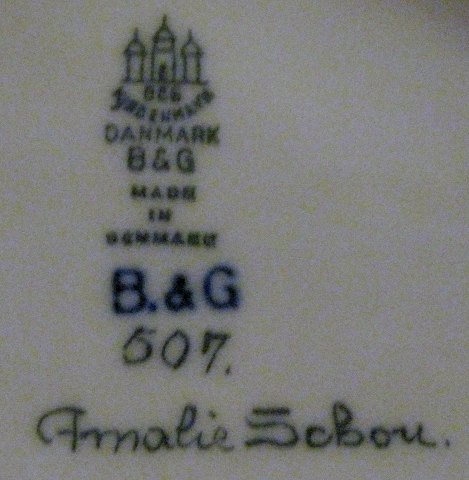 B&G
KJØBENHAVN
DANMARK
B&G
MADE
IN
DENMARK
B.&G
507.
Amalie Schou.